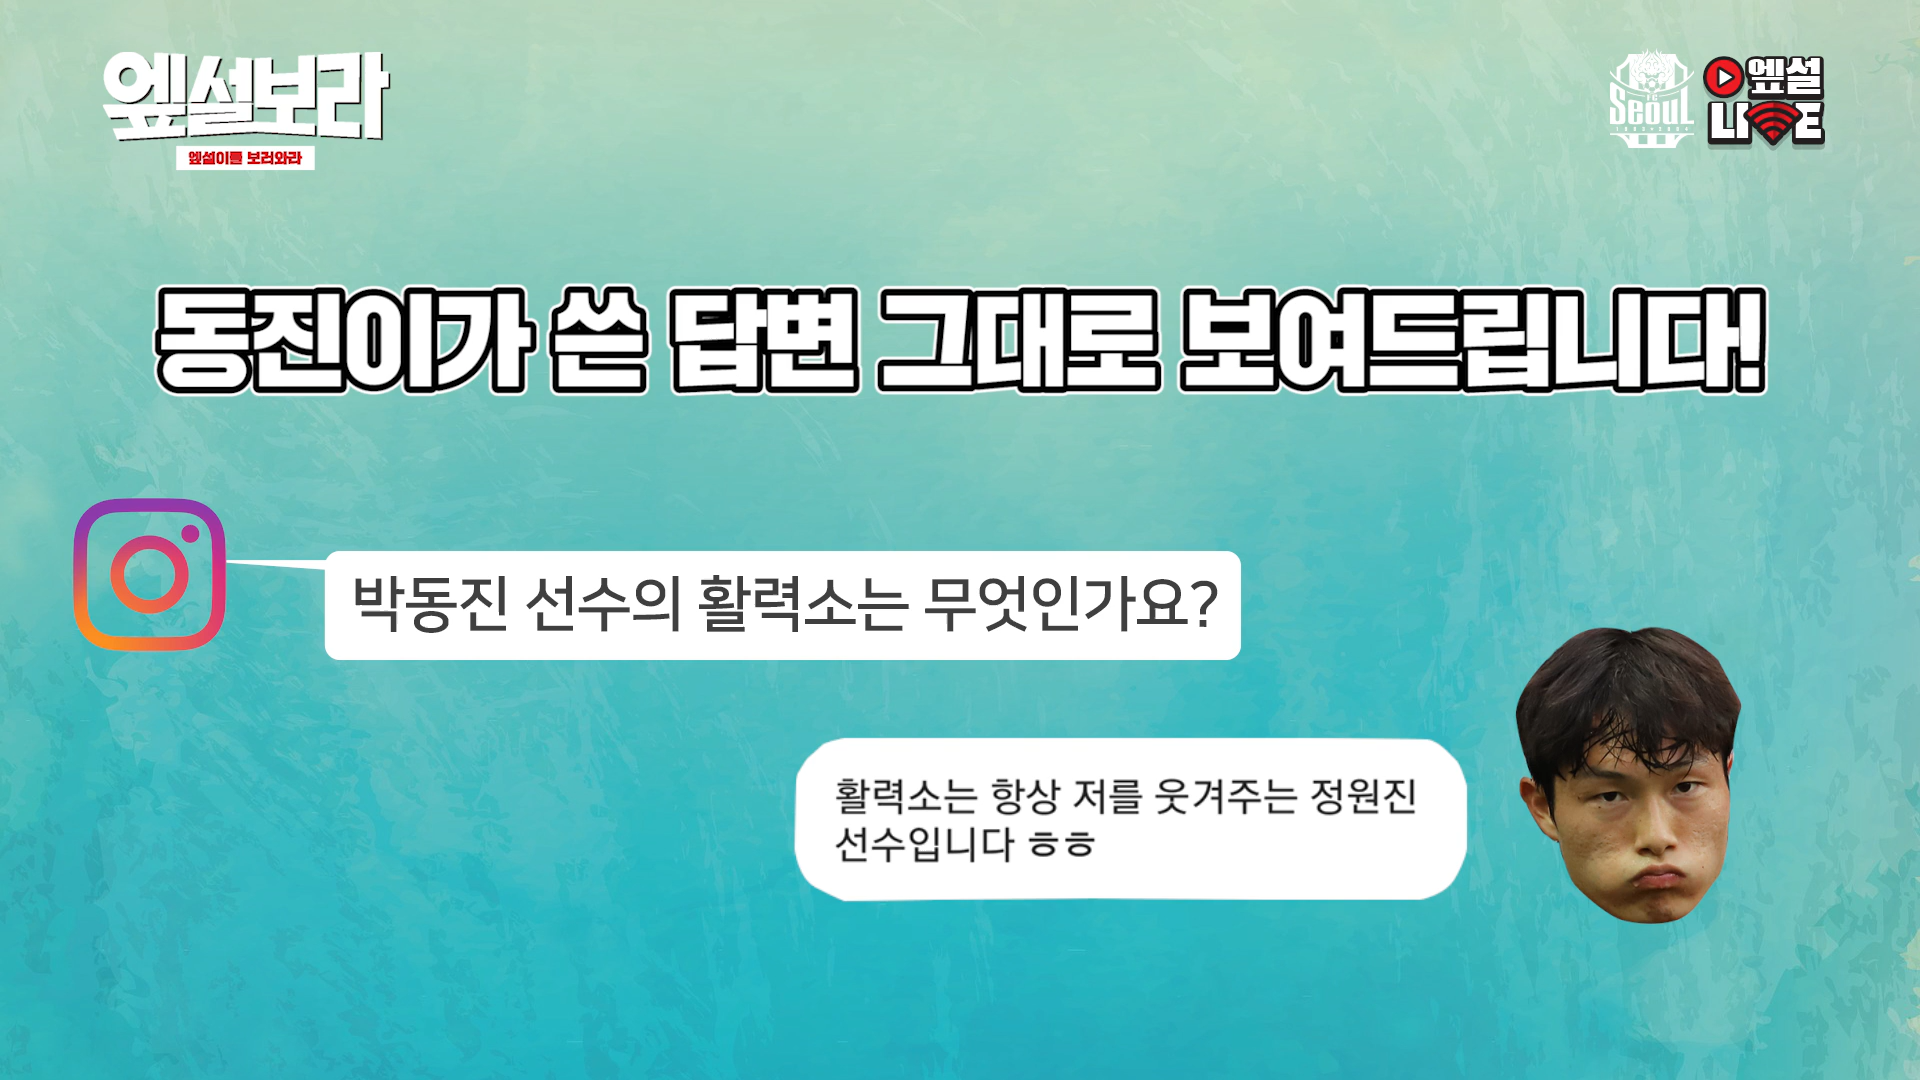 엪설보라
엪설이를 보러와라
FC
Seoul
엪설
LIVE
동진이가 쓴 답변 그대로 보여드립니다!
박동진 선수의 활력소는 무엇인가요?
활력소는 항상 저를 웃겨주는 정원진
선수입니다 ㅎㅎ